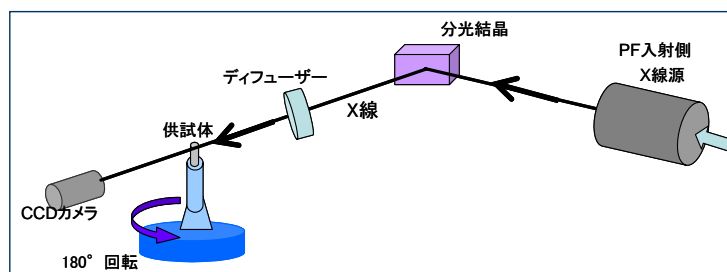 分光結晶
PF入射側
X線源
ディフューザー
X線
供試体
CCDカメラ
180°回転